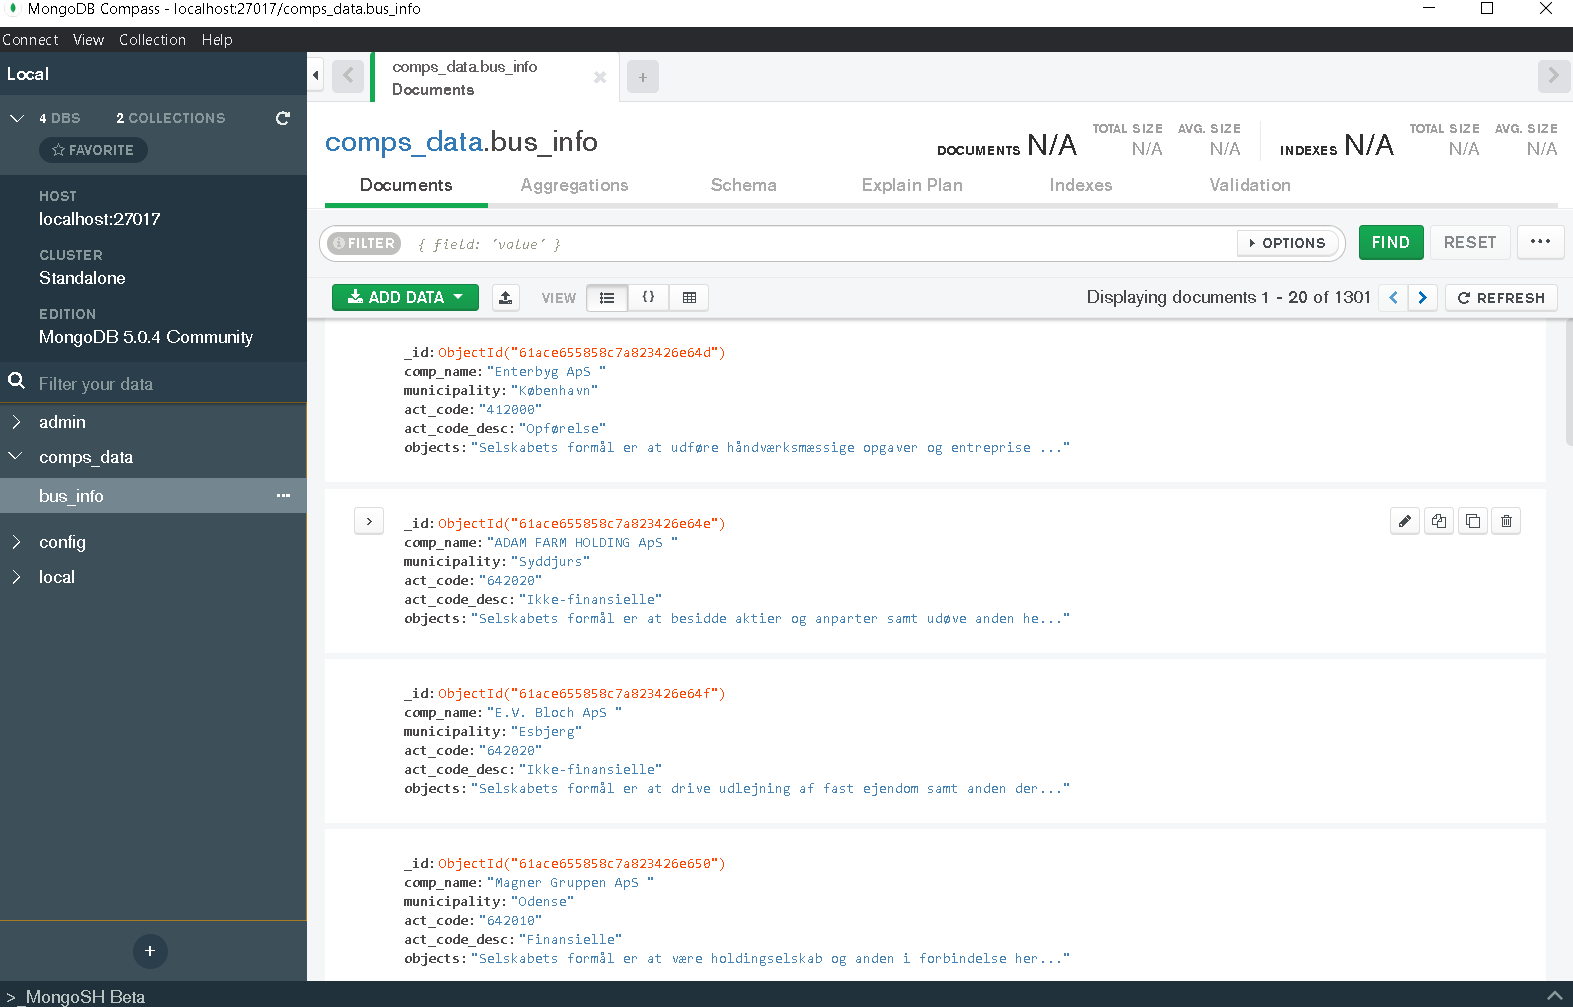 MongoDB Compass - localhost:27017/comps_data.bus_info
Connect View Collection Help
Local
4 DBS 2 COLLECTIONS
FAVORITE
HOST
localhost:27017
CLUSTER
Standalone
EDITION
MongoDB 5.0.4 Community
Filter your data
admin
comps_data
bus_info
config
local
>_MongoSH Beta
comps_data.bus_info
Documents
comps_data.bus_info
DOCUMENTS N/A TOTAL SIZE N/A AVG. SIZE N/A INDEXES N/A TOTAL SIZE N/A AVG. SIZE N/A
Documents Aggregations Schema Explain Plan Indexes Validation
FILTER { field: 'value' } OPTIONS FIND RESET ...
ADD DATA VIEW {} Displaying documents 1 - 20 of 1301 < > REFRESH
_id: ObjectId("61ace655858c7a823426e64d")
comp_name: "Enterbyg ApS "
municipality: "København"
act_code: "412000"
act_code_desc: "Opførelse"
objects: "Selskabets formål er at udføre håndværksmæssige opgaver og entreprise ..."
_id: ObjectId("61ace655858c7a823426e64e")
comp_name: "ADAM FARM HOLDING ApS "
municipality: "Syddjurs"
act_code: "642020"
act_code_desc: "Ikke-finansielle"
objects: "Selskabets formål er at besidde aktier og anparter samt udøve anden he..."
_id: ObjectId("61ace655858c7a823426e64f")
comp_name: "E.V. Bloch ApS "
municipality: "Esbjerg"
act_code: "642020"
act_code_desc: "Ikke-finansielle"
objects: "Selskabets formål er at drive udlejning af fast ejendom samt anden der..."
_id: ObjectId("61ace655858c7a823426e650")
comp_name: "Magner Gruppen ApS "
municipality: "Odense"
act_code: "642010"
act_code_desc: "Finansielle"
objects: "Selskabets formål er at være holdingselskab og anden i forbindelse her..."